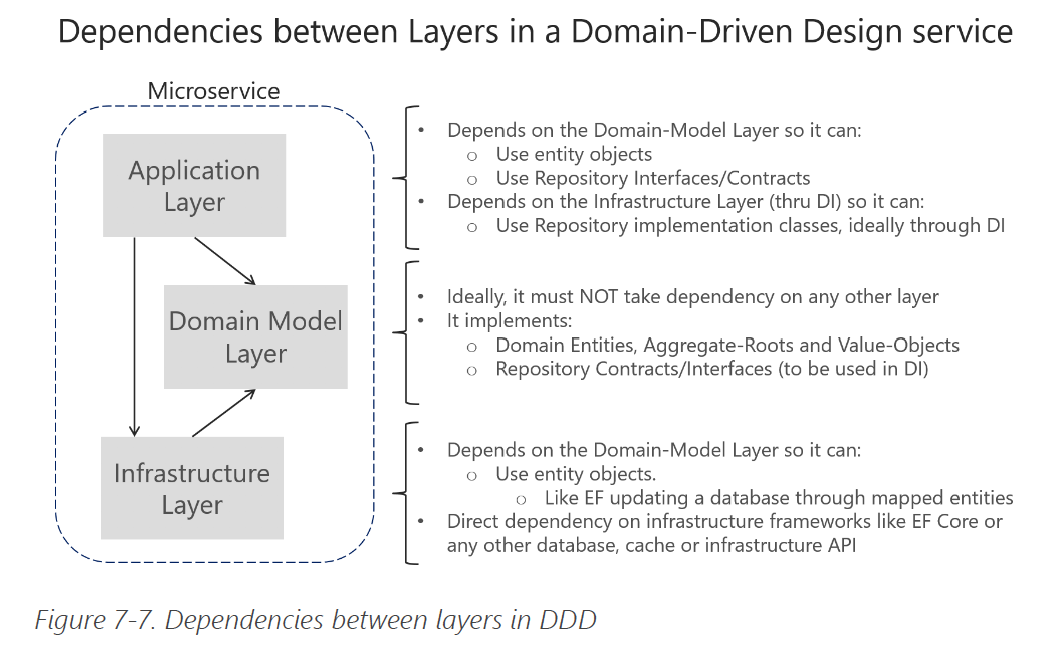 Dependencies between Layers in a Domain-Driven Design service
Microservice
Application
Layer
Domain Model
Layer
Infrastructure
Layer
• Depends on the Domain-Model Layer so it can:
o Use entity objects
o Use Repository Interfaces/Contracts
• Depends on the Infrastructure Layer (thru DI) so it can:
o Use Repository implementation classes, ideally through DI
• Ideally, it must NOT take dependency on any other layer
• It implements:
o Domain Entities, Aggregate-Roots and Value-Objects
o Repository Contracts/Interfaces (to be used in DI)
• Depends on the Domain-Model Layer so it can:
o Use entity objects.
o Like EF updating a database through mapped entities
• Direct dependency on infrastructure frameworks like EF Core or
any other database, cache or infrastructure API
Figure 7-7. Dependencies between layers in DDD